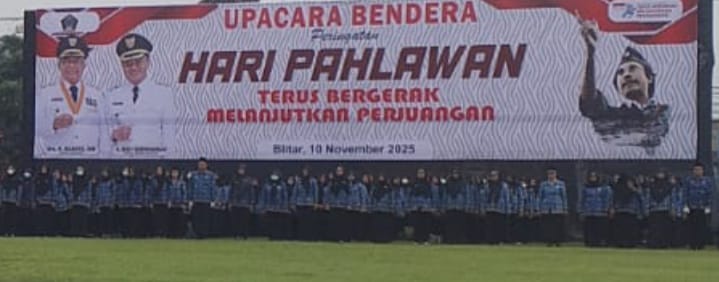 UPACARA BENDERA
Peringatan
HARI PAHLAWAN
TERUS BERGERAK
MELANJUTKAN PERJUANGAN
Blitar, 10 November 2025